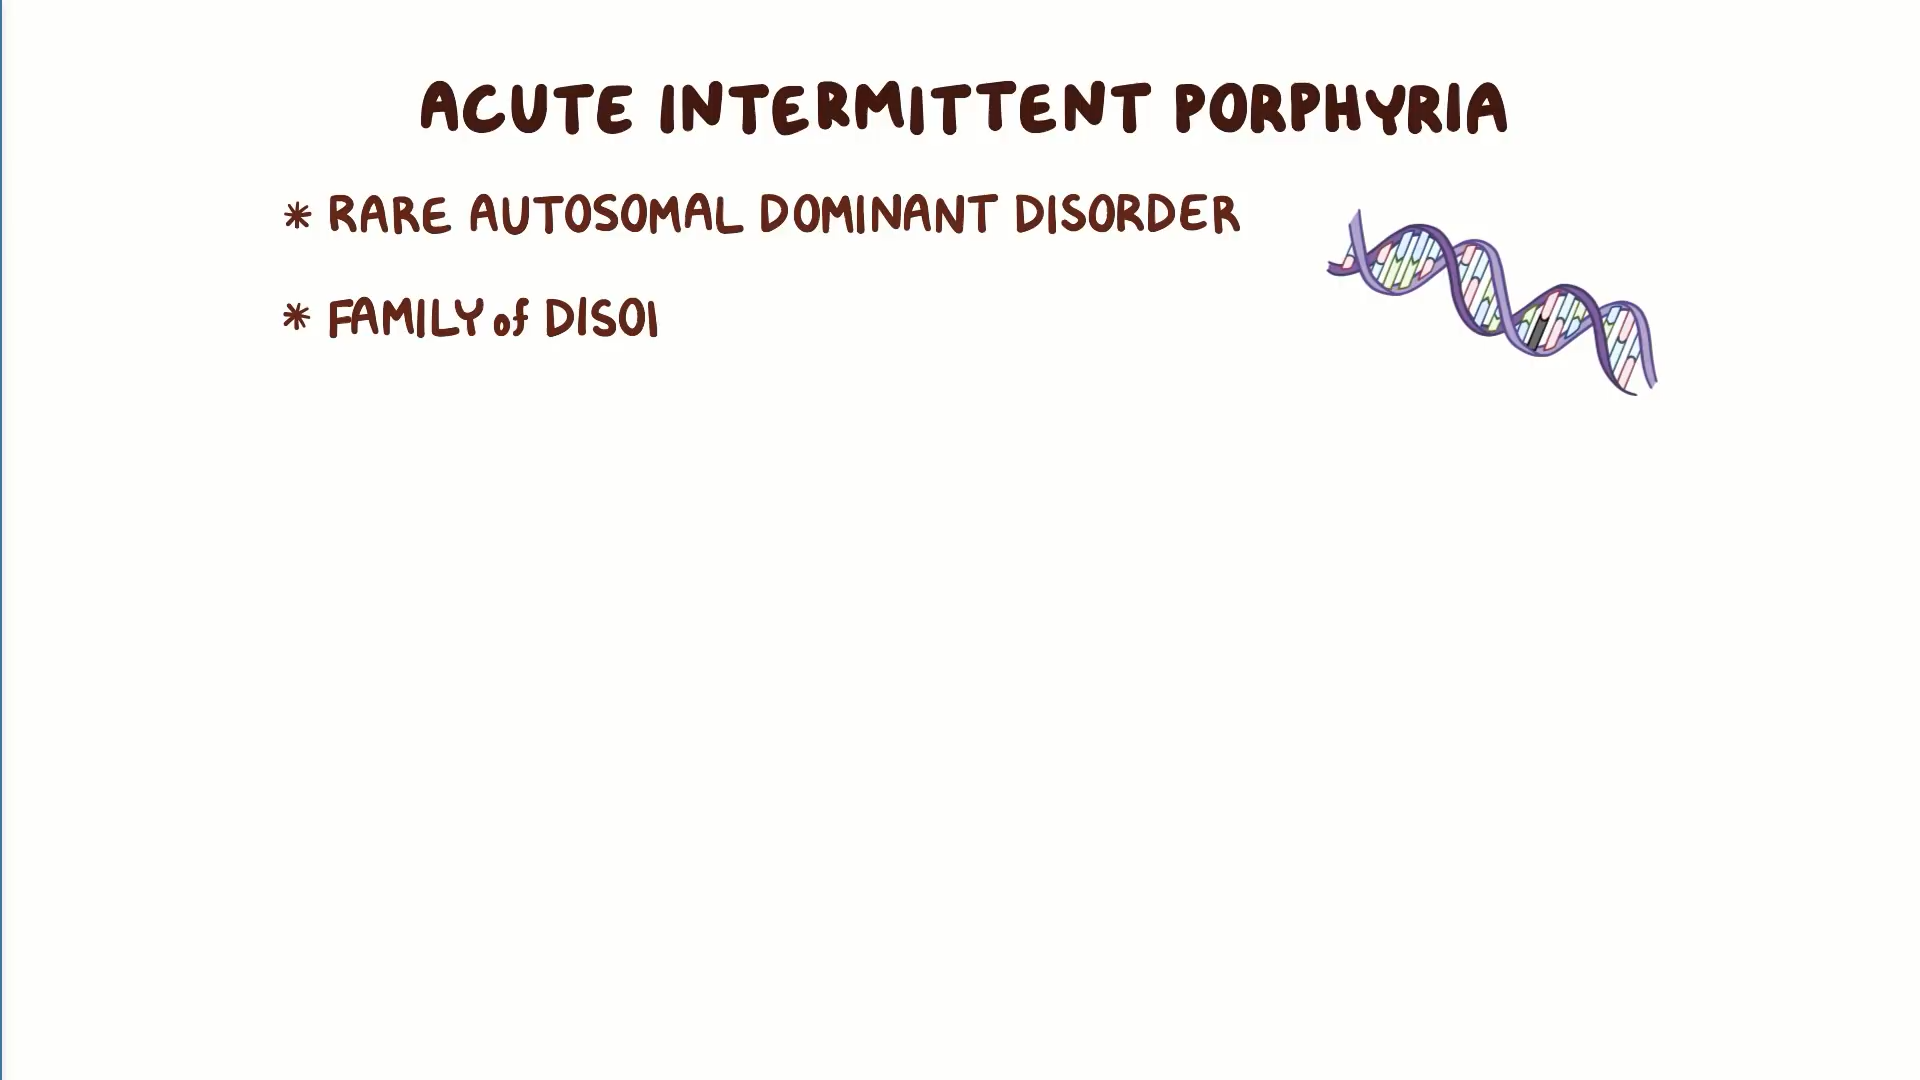 ACUTE INTERMITTENT PORPHYRIA
* RARE AUTOSOMAL DOMINANT DISORDER
* FAMILY of DISOI